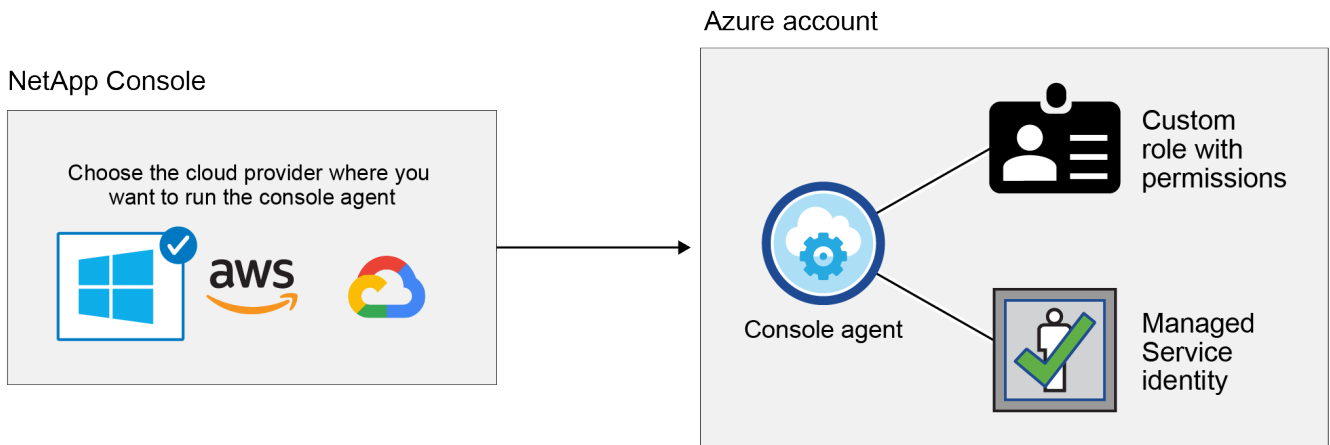 Azure account
NetApp Console
Choose the cloud provider where you
want to run the console agent
aws
Console agent
Custom
role with
permissions
Managed
Service
identity